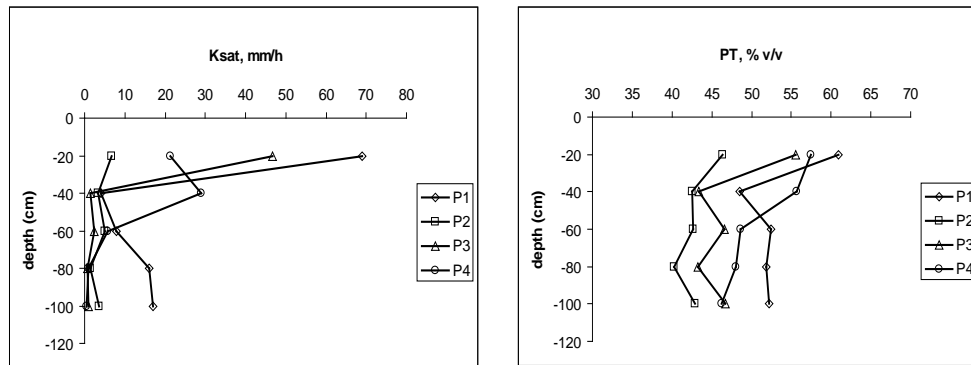 Ksat, mm/h
0 10 20 30 40 50 60 70 80
0
-20
-40
-60
-80
-100
-120
depth (cm)
P1
P2
P3
P4
PT, % v/v
30 35 40 45 50 55 60 65 70
0
-20
-40
-60
-80
-100
-120
depth (cm)
P1
P2
P3
P4